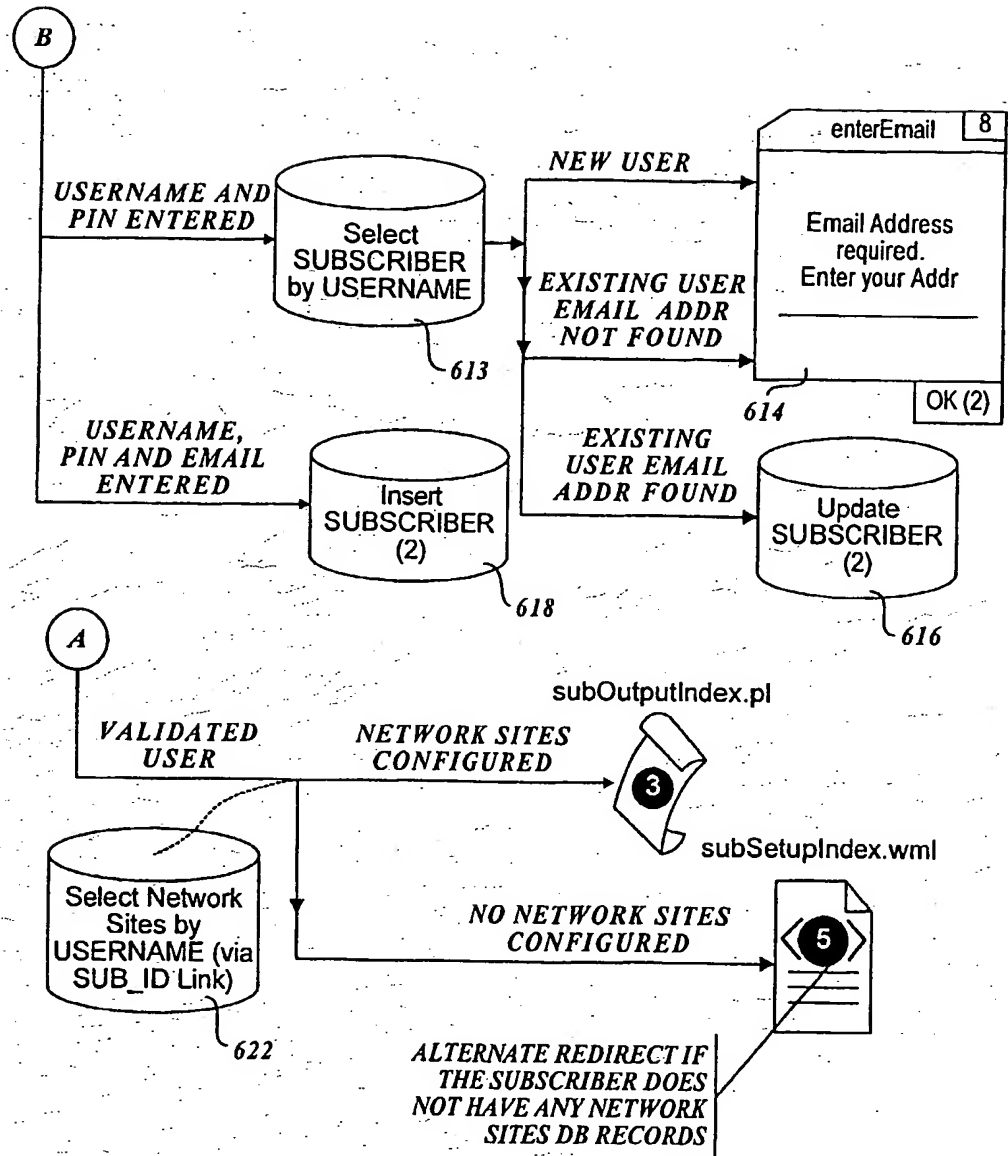 B
USERNAME AND
PIN ENTERED
Select
SUBSCRIBER
by USERNAME
613
NEW USER
enterEmail
8
Email Address
required.
Enter your Addr
614
OK (2)
EXISTING USER
EMAIL ADDR
NOT FOUND
USERNAME,
PIN AND EMAIL
ENTERED
Insert
SUBSCRIBER
(2)
618
EXISTING
USER EMAIL
ADDR FOUND
Update
SUBSCRIBER
(2)
616
A
VALIDATED
USER
NETWORK SITES
CONFIGURED
subOutputIndex.pl
3
subSetupIndex.wml
Select Network
Sites by
USERNAME (via
SUB_ID Link)
622
NO NETWORK SITES
CONFIGURED
5
ALTERNATE REDIRECT IF
THE SUBSCRIBER DOES
NOT HAVE ANY NETWORK
SITES DB RECORDS